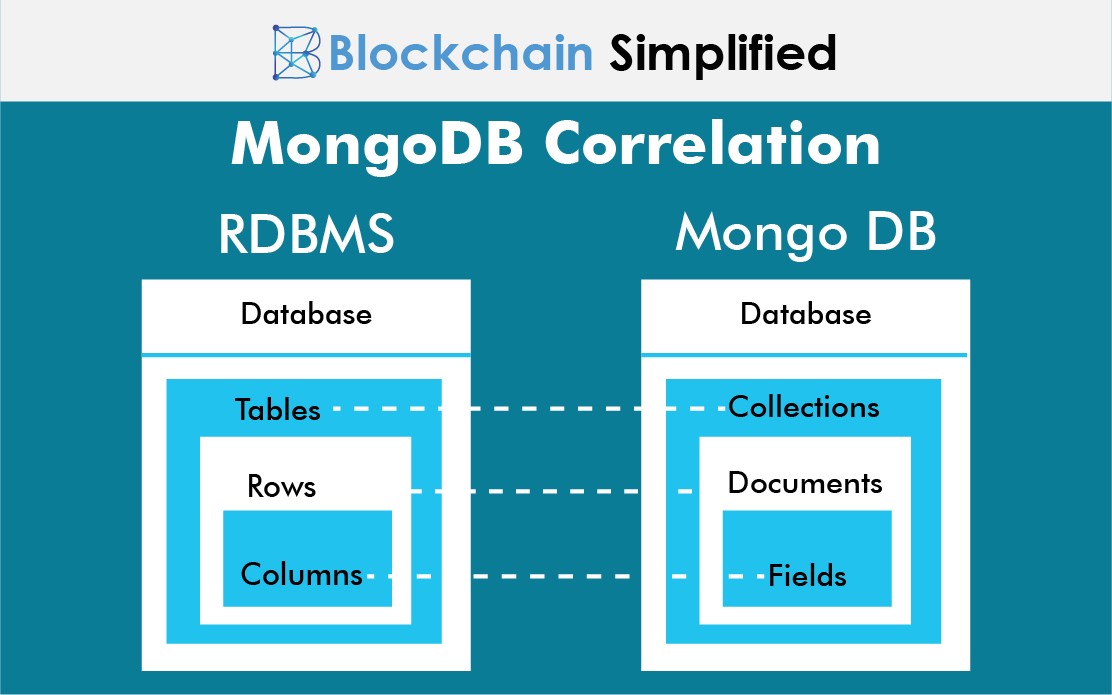 Blockchain Simplified
MongoDB Correlation
RDBMS
Mongo DB
Database
Database
Tables
Collections
Rows
Documents
Columns
Fields